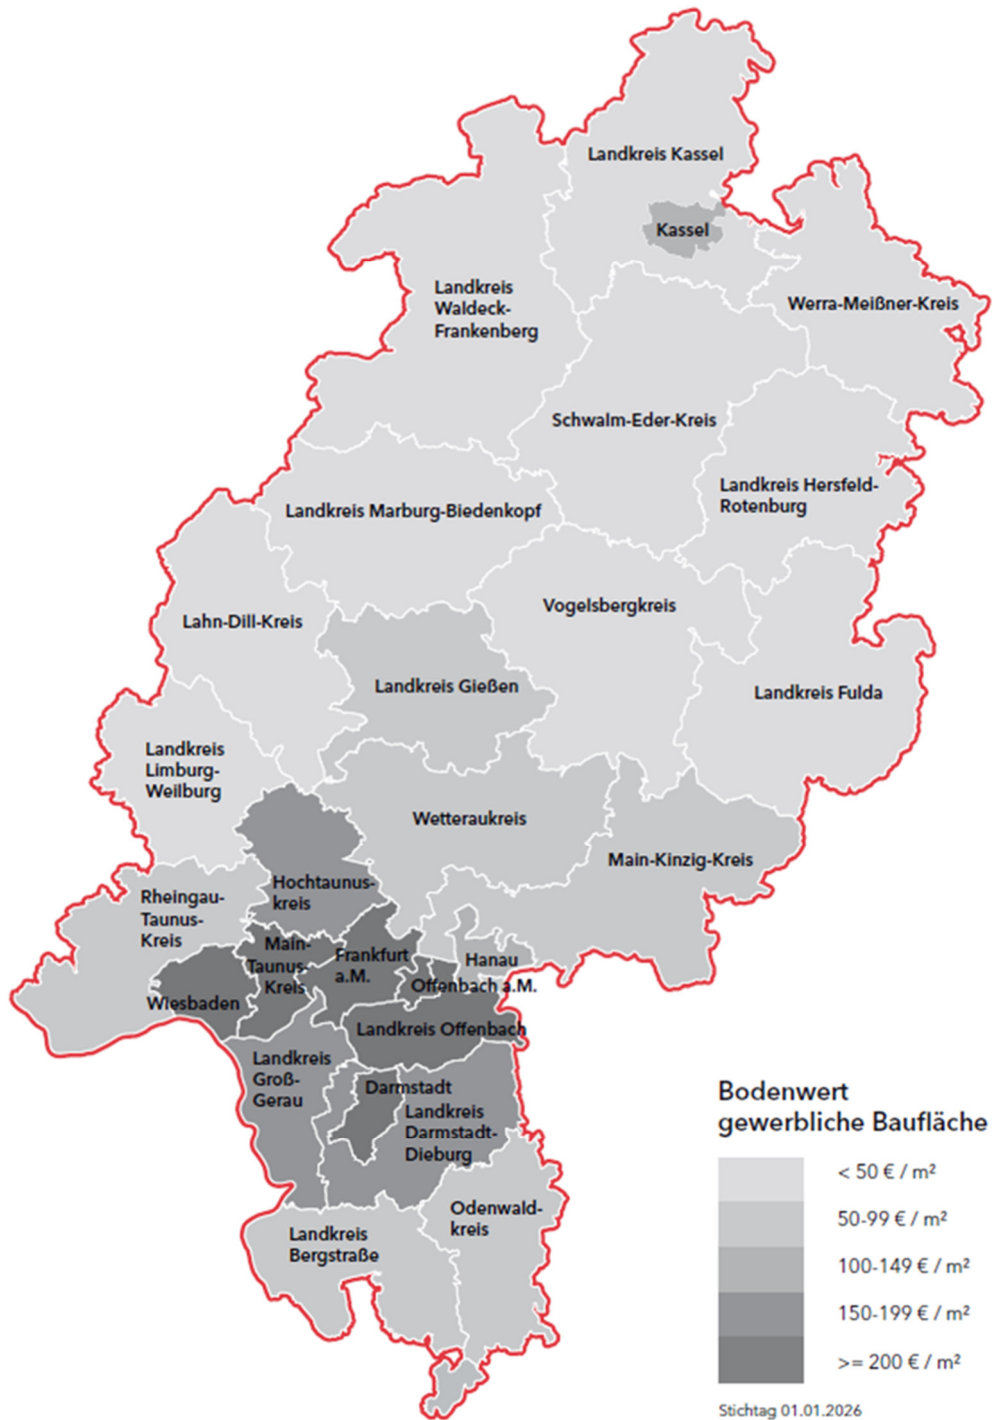 Landkreis Kassel
Kassel
Landkreis
Waldeck-
Frankenberg
Werra-Meißner-Kreis
Schwalm-Eder-Kreis
Landkreis Hersfeld-
Rotenburg
Landkreis Marburg-Biedenkopf
Vogelsbergkreis
Lahn-Dill-Kreis
Landkreis Gießen
Landkreis Fulda
Landkreis
Limburg-
Weilburg
Wetteraukreis
Main-Kinzig-Kreis
Hochtaunus-
kreis
Rheingau-
Taunus-
Kreis
Main-
Taunus-
Kreis
Frankfurt
a.M.
Hanau
Offenbach a.M.
Wiesbaden
Landkreis Offenbach
Landkreis
Groß-
Gerau
Darmstadt
Landkreis
Darmstadt-
Dieburg
Odenwald-
kreis
Landkreis
Bergstraße
Bodenwert
gewerbliche Baufläche
< 50 € / m²
50-99 € / m²
100-149 € / m²
150-199 € / m²
>= 200 € / m²
Stichtag 01.01.2026